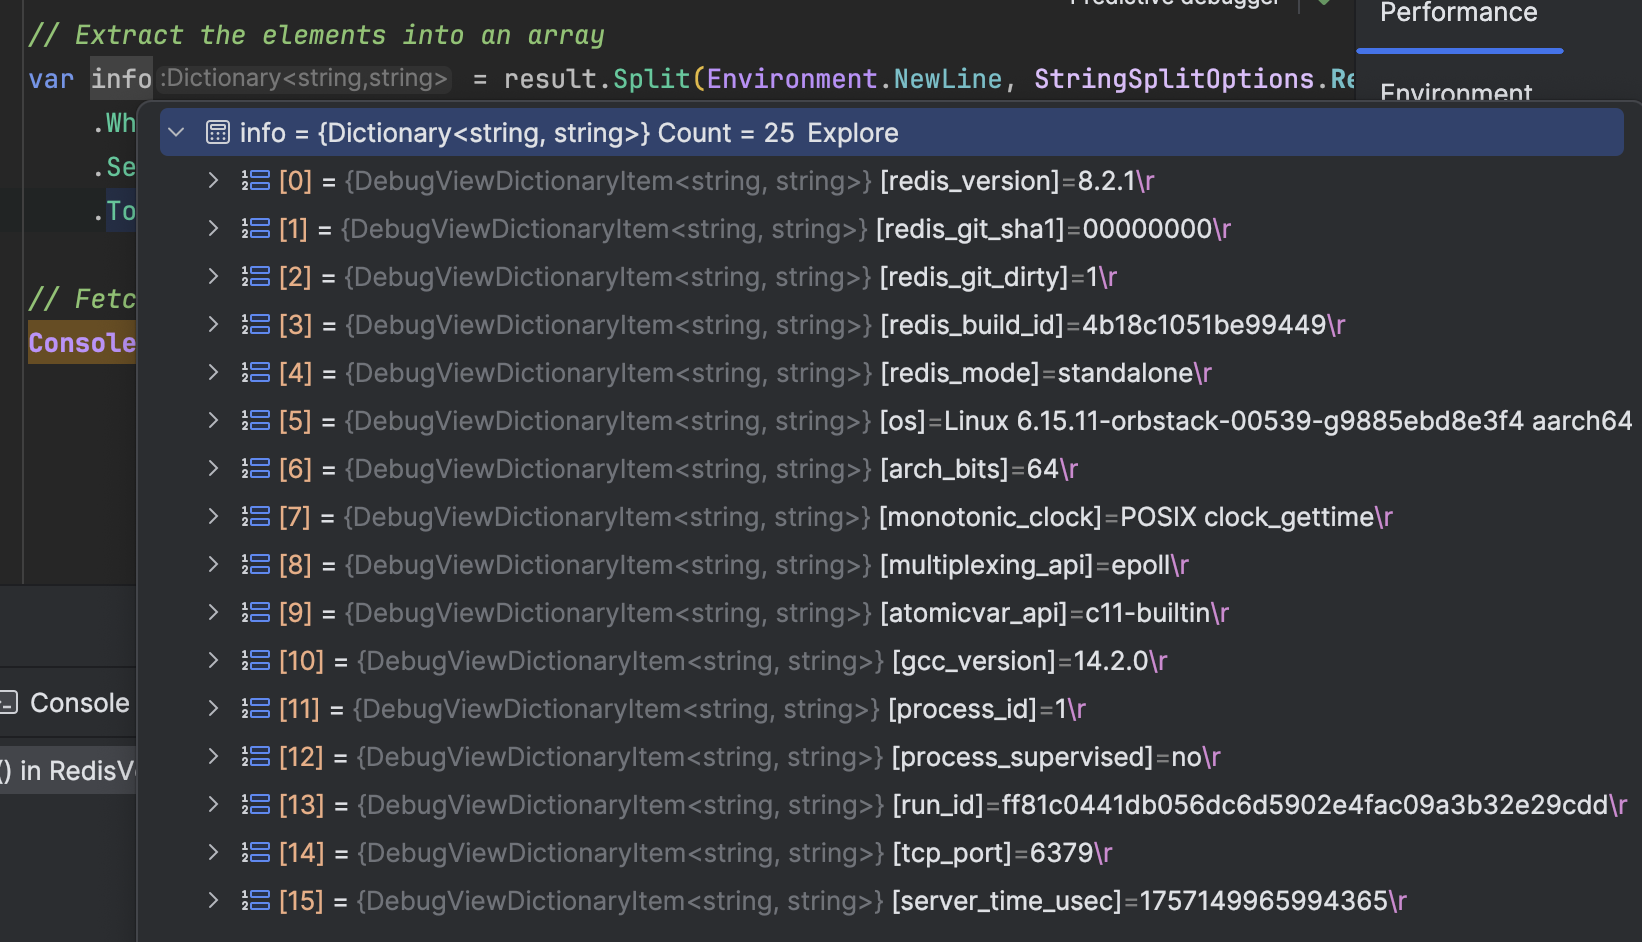 Predictive debugger
Performance
// Extract the elements into an array
var info :Dictionary<string,string> = result.Split(Environment.NewLine, StringSplitOptions.Re
Environment
.Wh
info = {Dictionary<string, string>} Count = 25 Explore
.Se
[0] = {DebugViewDictionaryItem<string, string>} [redis_version]=8.2.1\r
.To
[1] = {DebugViewDictionaryItem<string, string>} [redis_git_sha1]=00000000\r
[2] = {DebugViewDictionaryItem<string, string>} [redis_git_dirty]=1\r
// Fetc
[3] = {DebugViewDictionaryItem<string, string>} [redis_build_id]=4b18c1051be99449\r
Console
[4] = {DebugViewDictionaryItem<string, string>} [redis_mode]=standalone\r
[5] = {DebugViewDictionaryItem<string, string>} [os]=Linux 6.15.11-orbstack-00539-g9885ebd8e3f4 aarch64
[6] = {DebugViewDictionaryItem<string, string>} [arch_bits]=64\r
[7] = {DebugViewDictionaryItem<string, string>} [monotonic_clock]=POSIX clock_gettime\r
[8] = {DebugViewDictionaryItem<string, string>} [multiplexing_api]=epoll\r
[9] = {DebugViewDictionaryItem<string, string>} [atomicvar_api]=c11-builtin\r
[10] = {DebugViewDictionaryItem<string, string>} [gcc_version]=14.2.0\r
Console
[11] = {DebugViewDictionaryItem<string, string>} [process_id]=1\r
[12] = {DebugViewDictionaryItem<string, string>} [process_supervised]=no\r
() in RedisV
[13] = {DebugViewDictionaryItem<string, string>} [run_id]=ff81c0441db056dc6d5902e4fac09a3b32e29cdd\r
[14] = {DebugViewDictionaryItem<string, string>} [tcp_port]=6379\r
[15] = {DebugViewDictionaryItem<string, string>} [server_time_usec]=1757149965994365\r